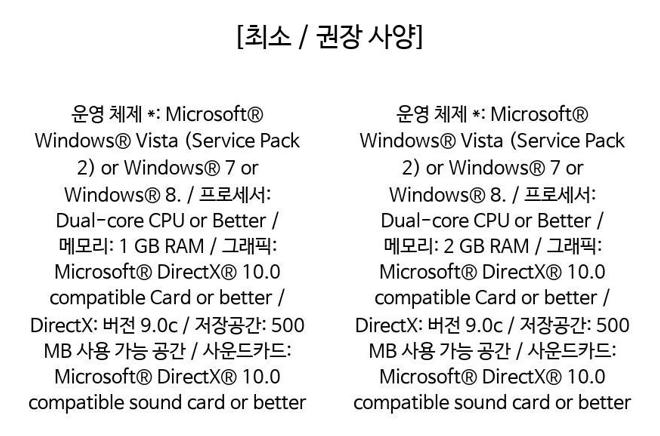 [최소 / 권장 사양]
운영 체제 *: Microsoft®
Windows® Vista (Service Pack
2) or Windows® 7 or
Windows® 8. / 프로세서:
Dual-core CPU or Better /
메모리: 1 GB RAM / 그래픽:
Microsoft® DirectX® 10.0
compatible Card or better /
DirectX: 버전 9.0c / 저장공간: 500
MB 사용 가능 공간 / 사운드카드:
Microsoft® DirectX® 10.0
compatible sound card or better
운영 체제 *: Microsoft®
Windows® Vista (Service Pack
2) or Windows® 7 or
Windows® 8. / 프로세서:
Dual-core CPU or Better /
메모리: 2 GB RAM / 그래픽:
Microsoft® DirectX® 10.0
compatible Card or better /
DirectX: 버전 9.0c / 저장공간: 500
MB 사용 가능 공간 / 사운드카드:
Microsoft® DirectX® 10.0
compatible sound card or better